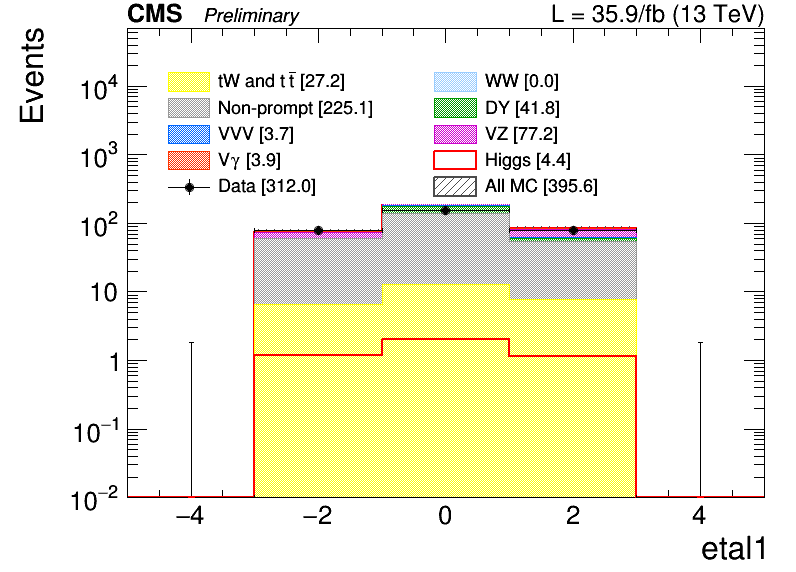 CMS Preliminary L = 35.9/fb (13 TeV)
Events
tW and t t̅ [27.2] WW [0.0]
Non-prompt [225.1] DY [41.8]
VVV [3.7] VZ [77.2]
Vγ [3.9] Higgs [4.4]
Data [312.0] All MC [395.6]
10⁴
10³
10²
10
1
10⁻¹
10⁻²
−4 −2 0 2 4
etal1